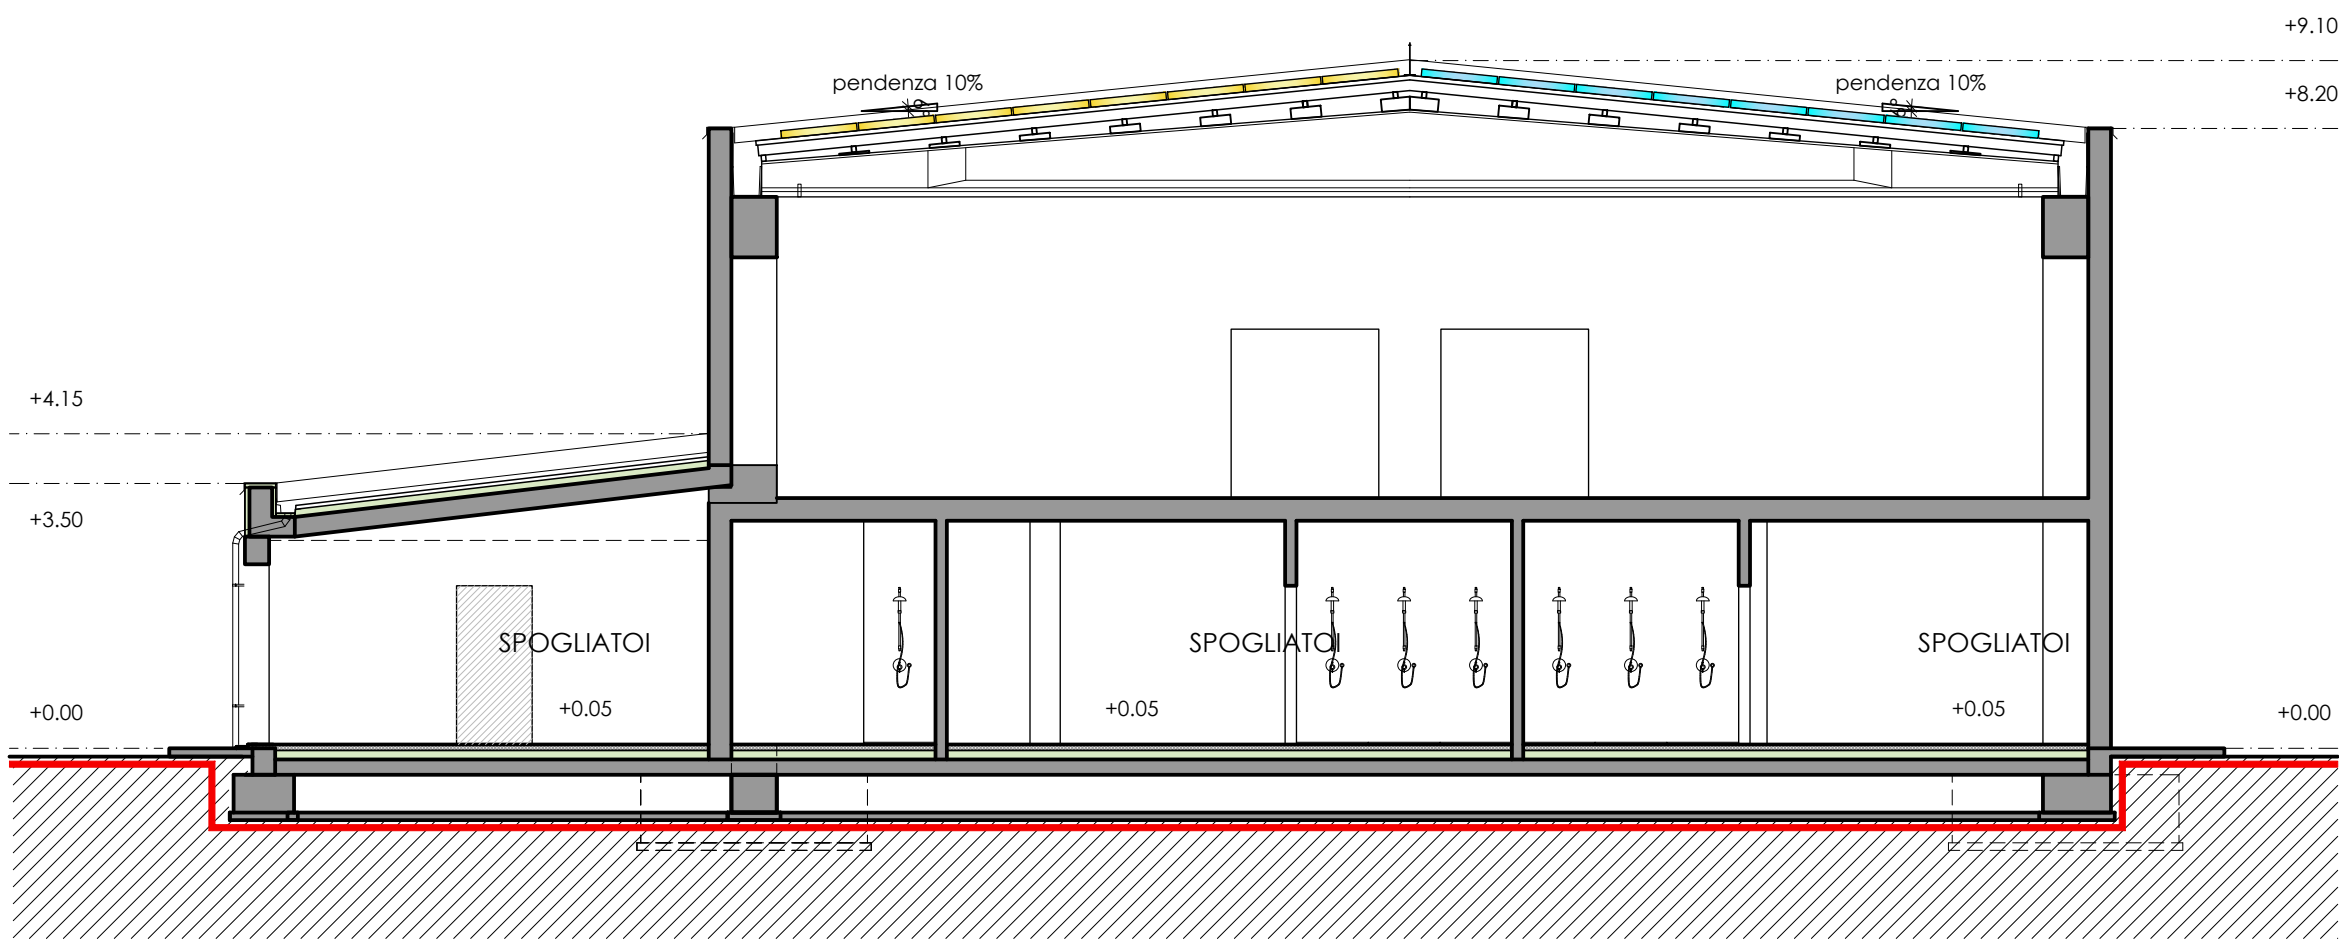 +9.10
pendenza 10%
pendenza 10%
+8.20
+4.15
+3.50
SPOGLIATOI
SPOGLIATOI
SPOGLIATOI
+0.00
+0.05
+0.05
+0.05
+0.00